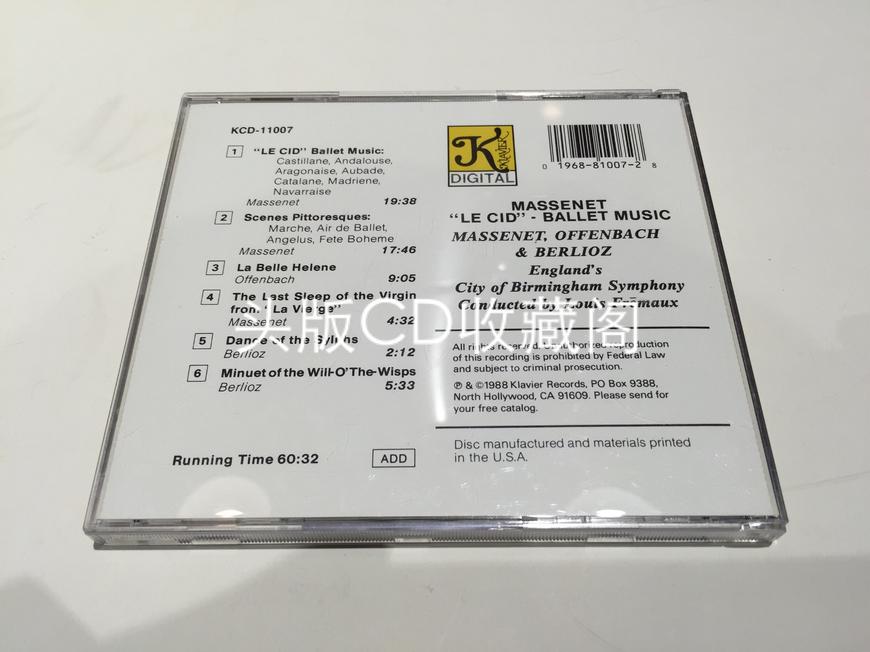 KCD-11007
1 "LE CID" Ballet Music:
Castillane, Andalouse,
Aragonaise, Aubade,
Catalane, Madriene,
Navarraise
Massenet 19:38
2 Scenes Pittoresques:
Marche, Air de Ballet,
Angelus, Fete Boheme
Massenet 17:46
3 La Belle Helene
Offenbach 9:05
4 The Last Sleep of the Virgin
from "La Vierge"
Massenet 4:32
5 Dance of the Sylphs
Berlioz 2:12
6 Minuet of the Will-O'The-Wisps
Berlioz 5:33
Running Time 60:32
ADD
K
KLAVIER
DIGITAL
0 1968-81007-2 8
MASSENET
"LE CID" - BALLET MUSIC
MASSENET, OFFENBACH
& BERLIOZ
England's
City of Birmingham Symphony
Conducted by Louis Frēmaux
All rights reserved. Unauthorized reproduction
of this recording is prohibited by Federal Law
and subject to criminal prosecution.
℗ & ©1988 Klavier Records, PO Box 9388,
North Hollywood, CA 91609. Please send for
your free catalog.
Disc manufactured and materials printed
in the U.S.A.
头版CD收藏阁